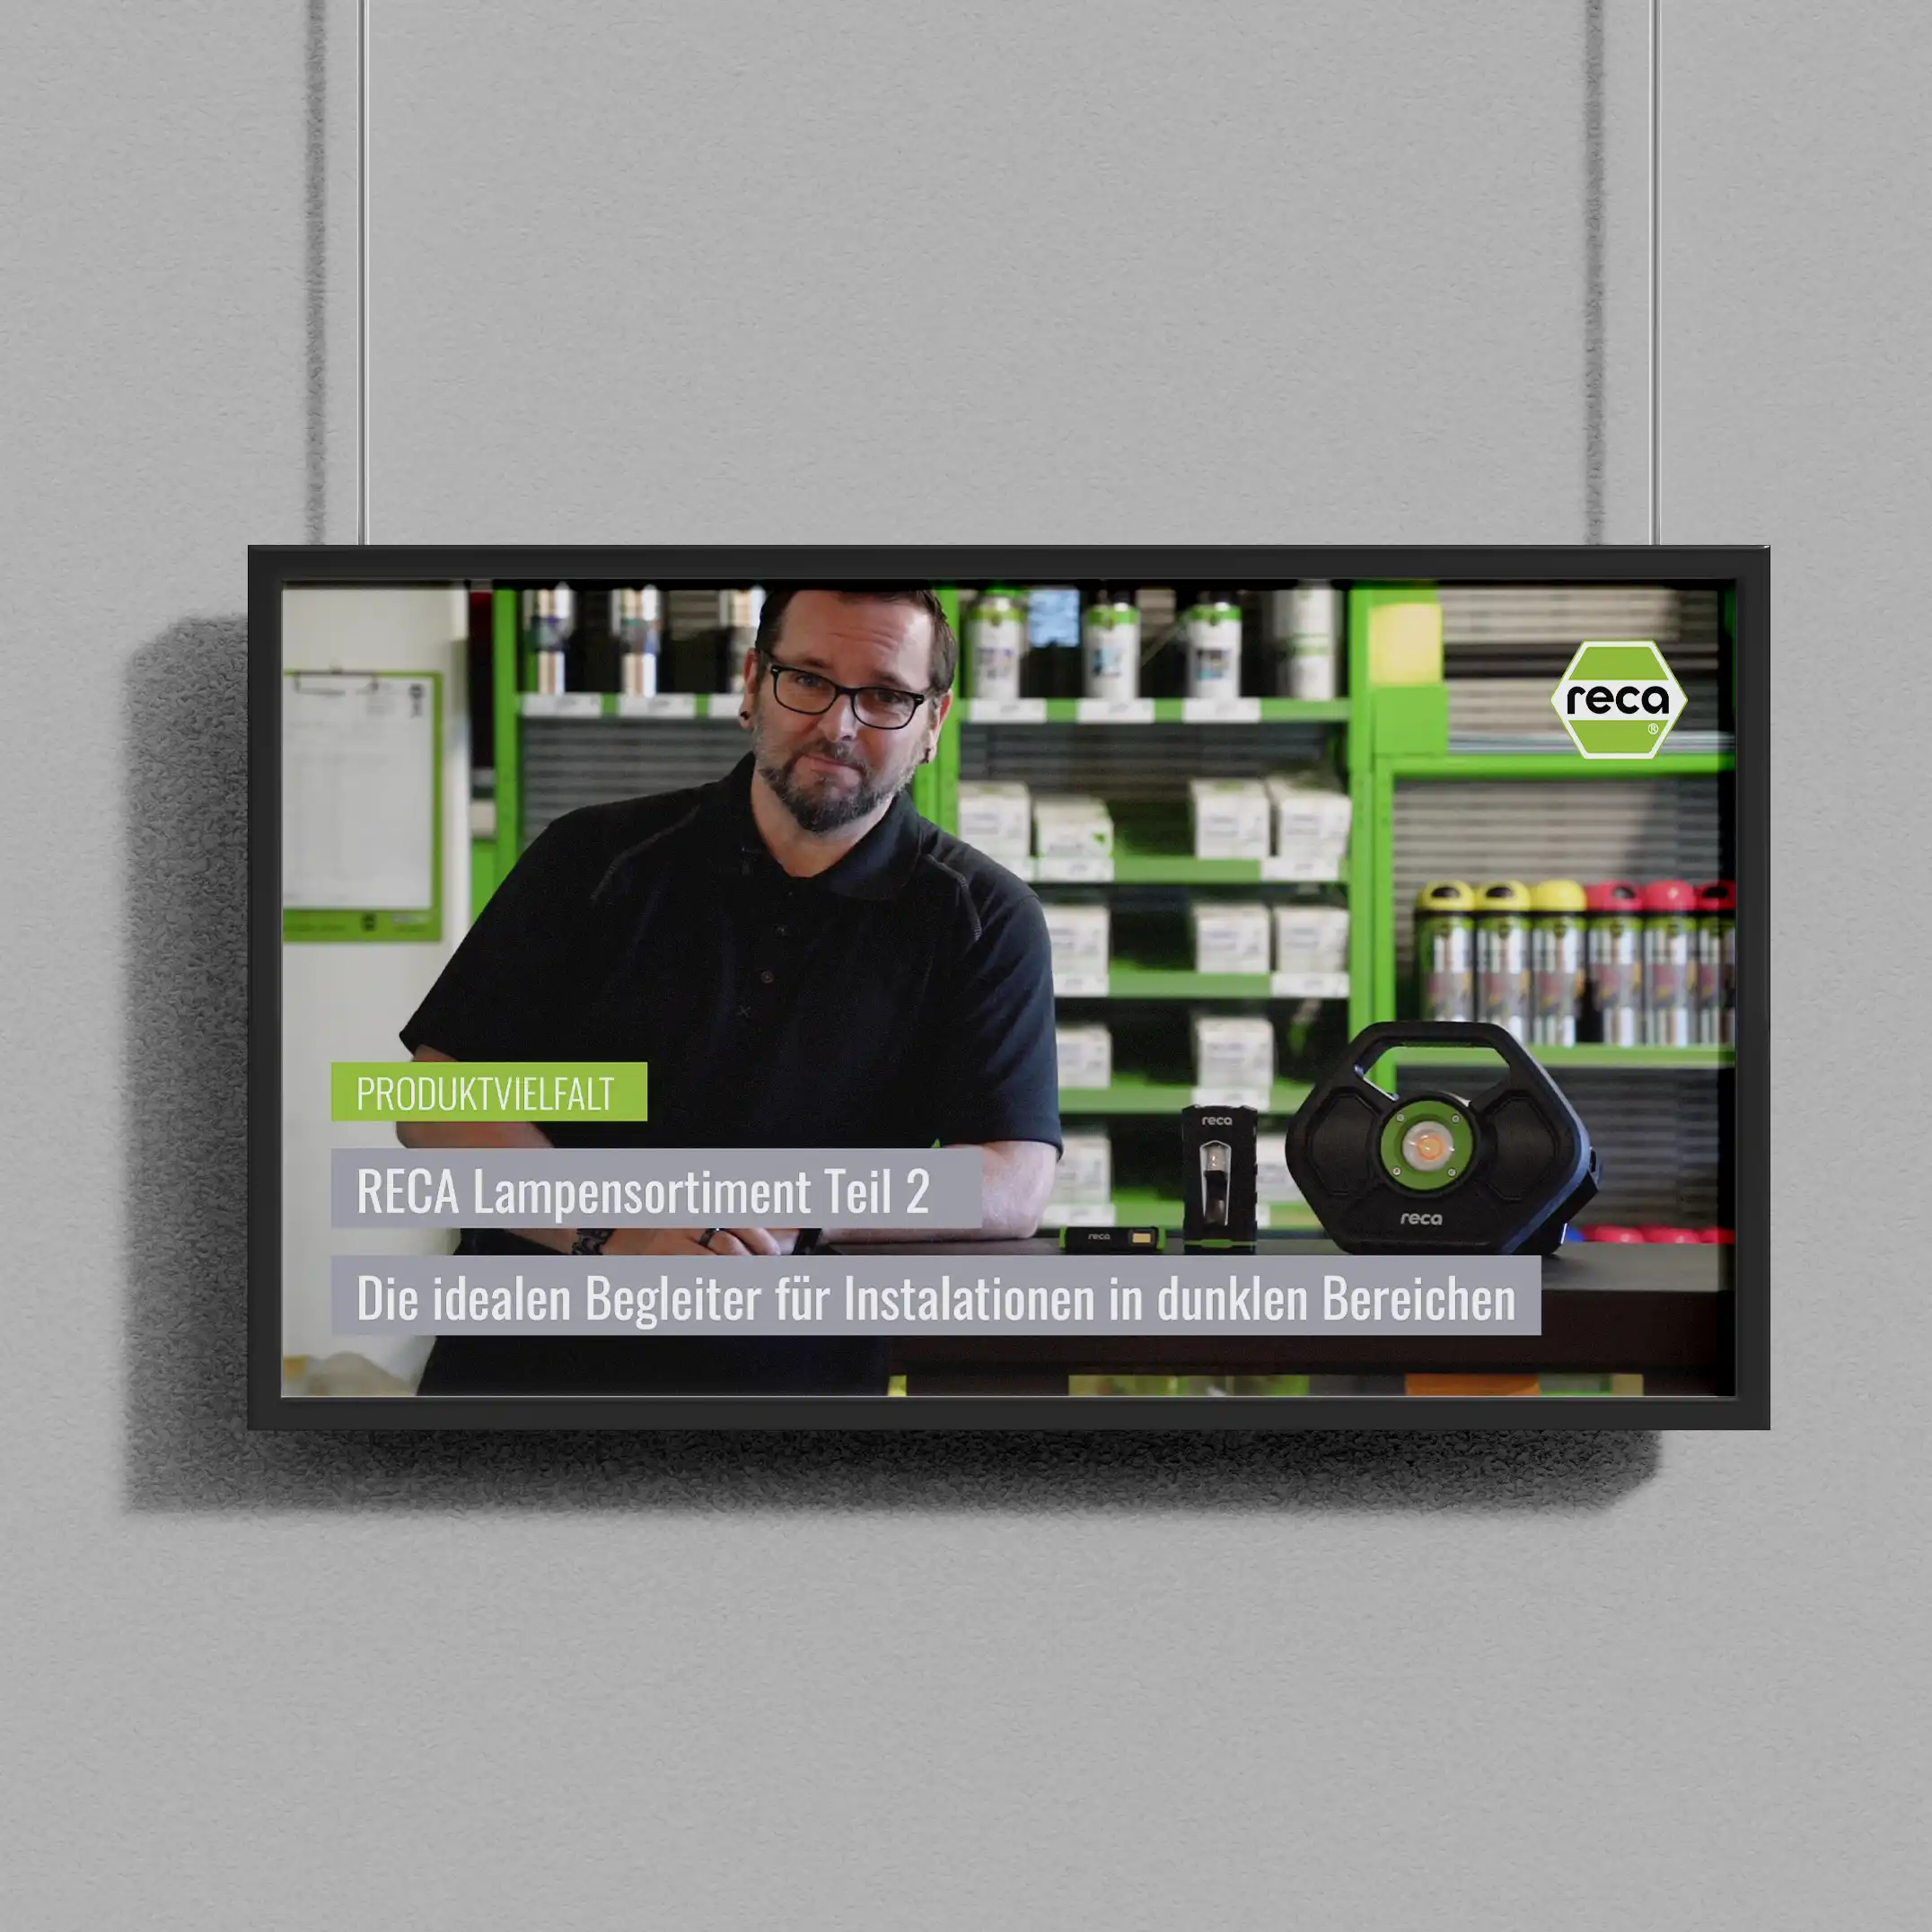 reca
®
PRODUKTVIELFALT
reca
RECA Lampensortiment Teil 2
reca
reca
Die idealen Begleiter für Instalationen in dunklen Bereichen